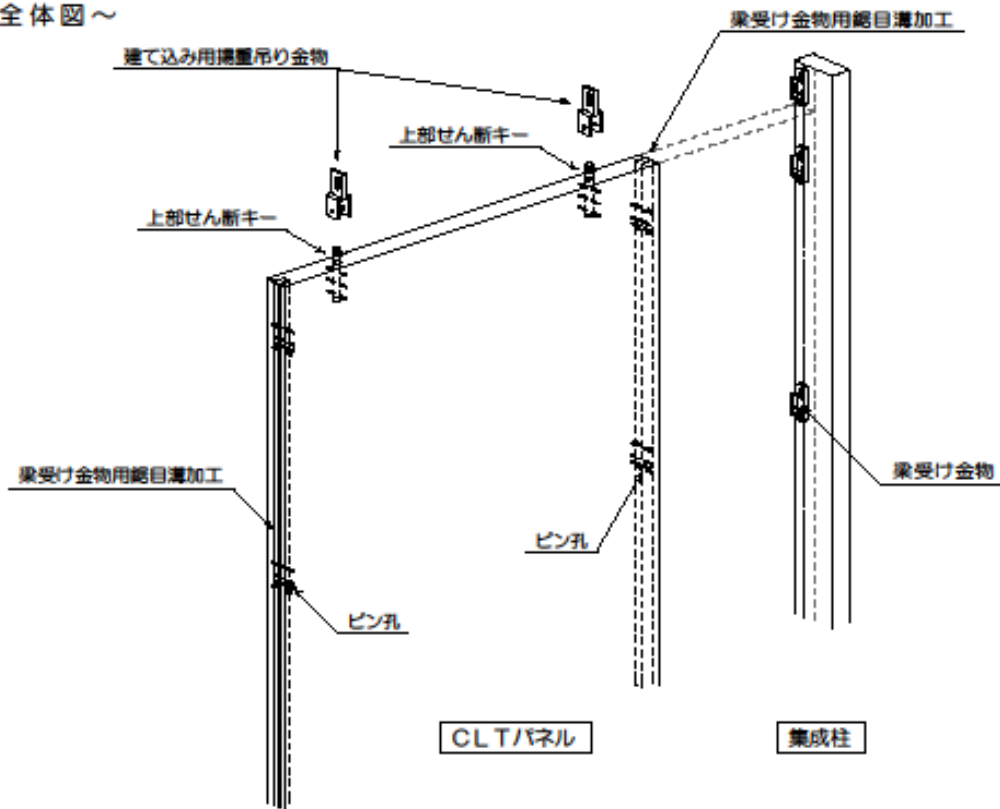 全体図~
梁受け金物用鋸目溝加工
建て込み用揚重吊り金物
上部せん断キー
上部せん断キー
梁受け金物用鋸目溝加工
梁受け金物
ピン孔
ピン孔
CLTパネル
集成柱